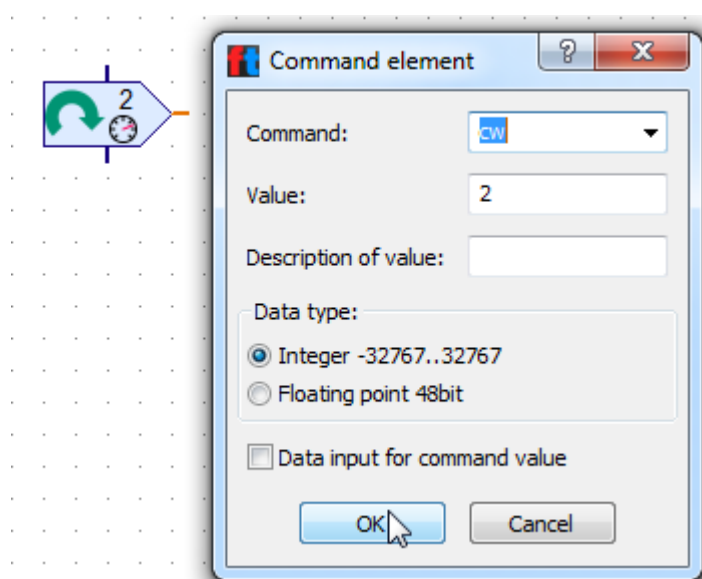 2
ft Command element ?
Command: cw
Value: 2
Description of value:
Data type:
Integer -32767..32767
Floating point 48bit
Data input for command value
OK Cancel